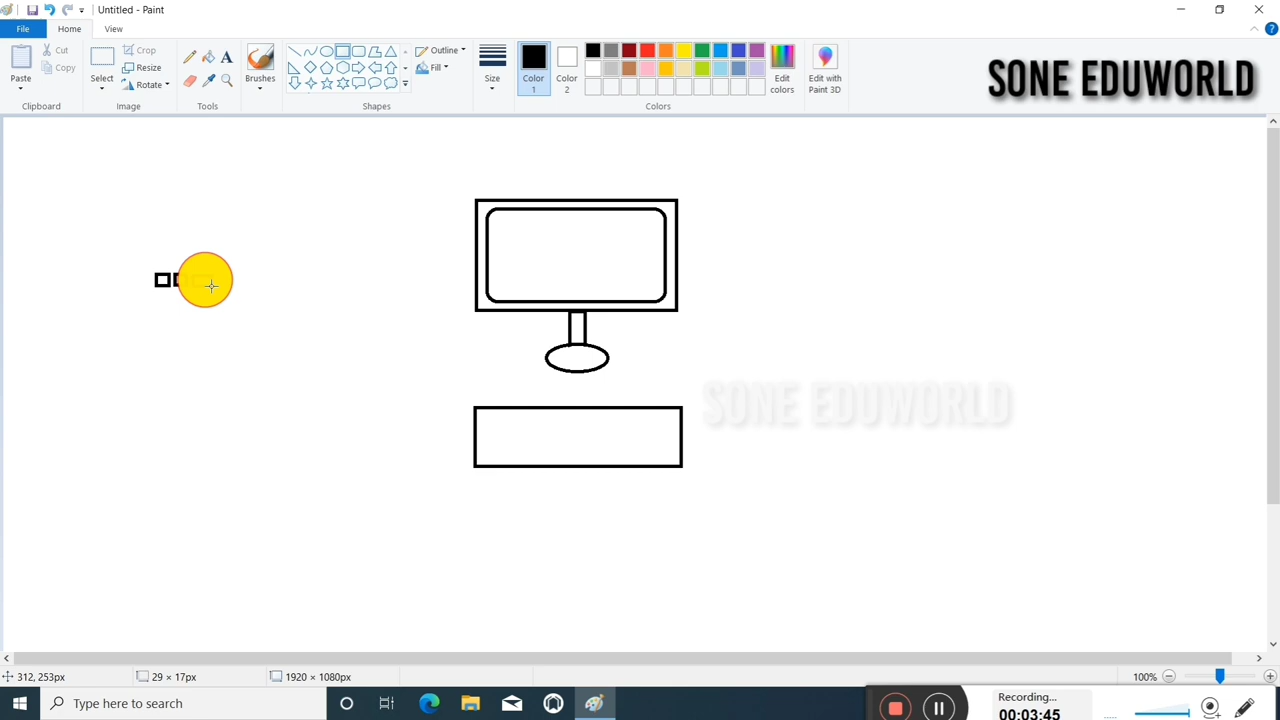 Untitled - Paint
File
Home
View
Paste
Cut
Copy
Clipboard
Select
Crop
Resize
Rotate
Image
A
Tools
Brushes
Outline
Fill
Shapes
Size
Color
1
Color
2
Edit
colors
Colors
Edit with
Paint 3D
SONE EDUWORLD
SONE EDUWORLD
312, 253px
29 × 17px
1920 × 1080px
100%
Type here to search
Recording...
00:03:45